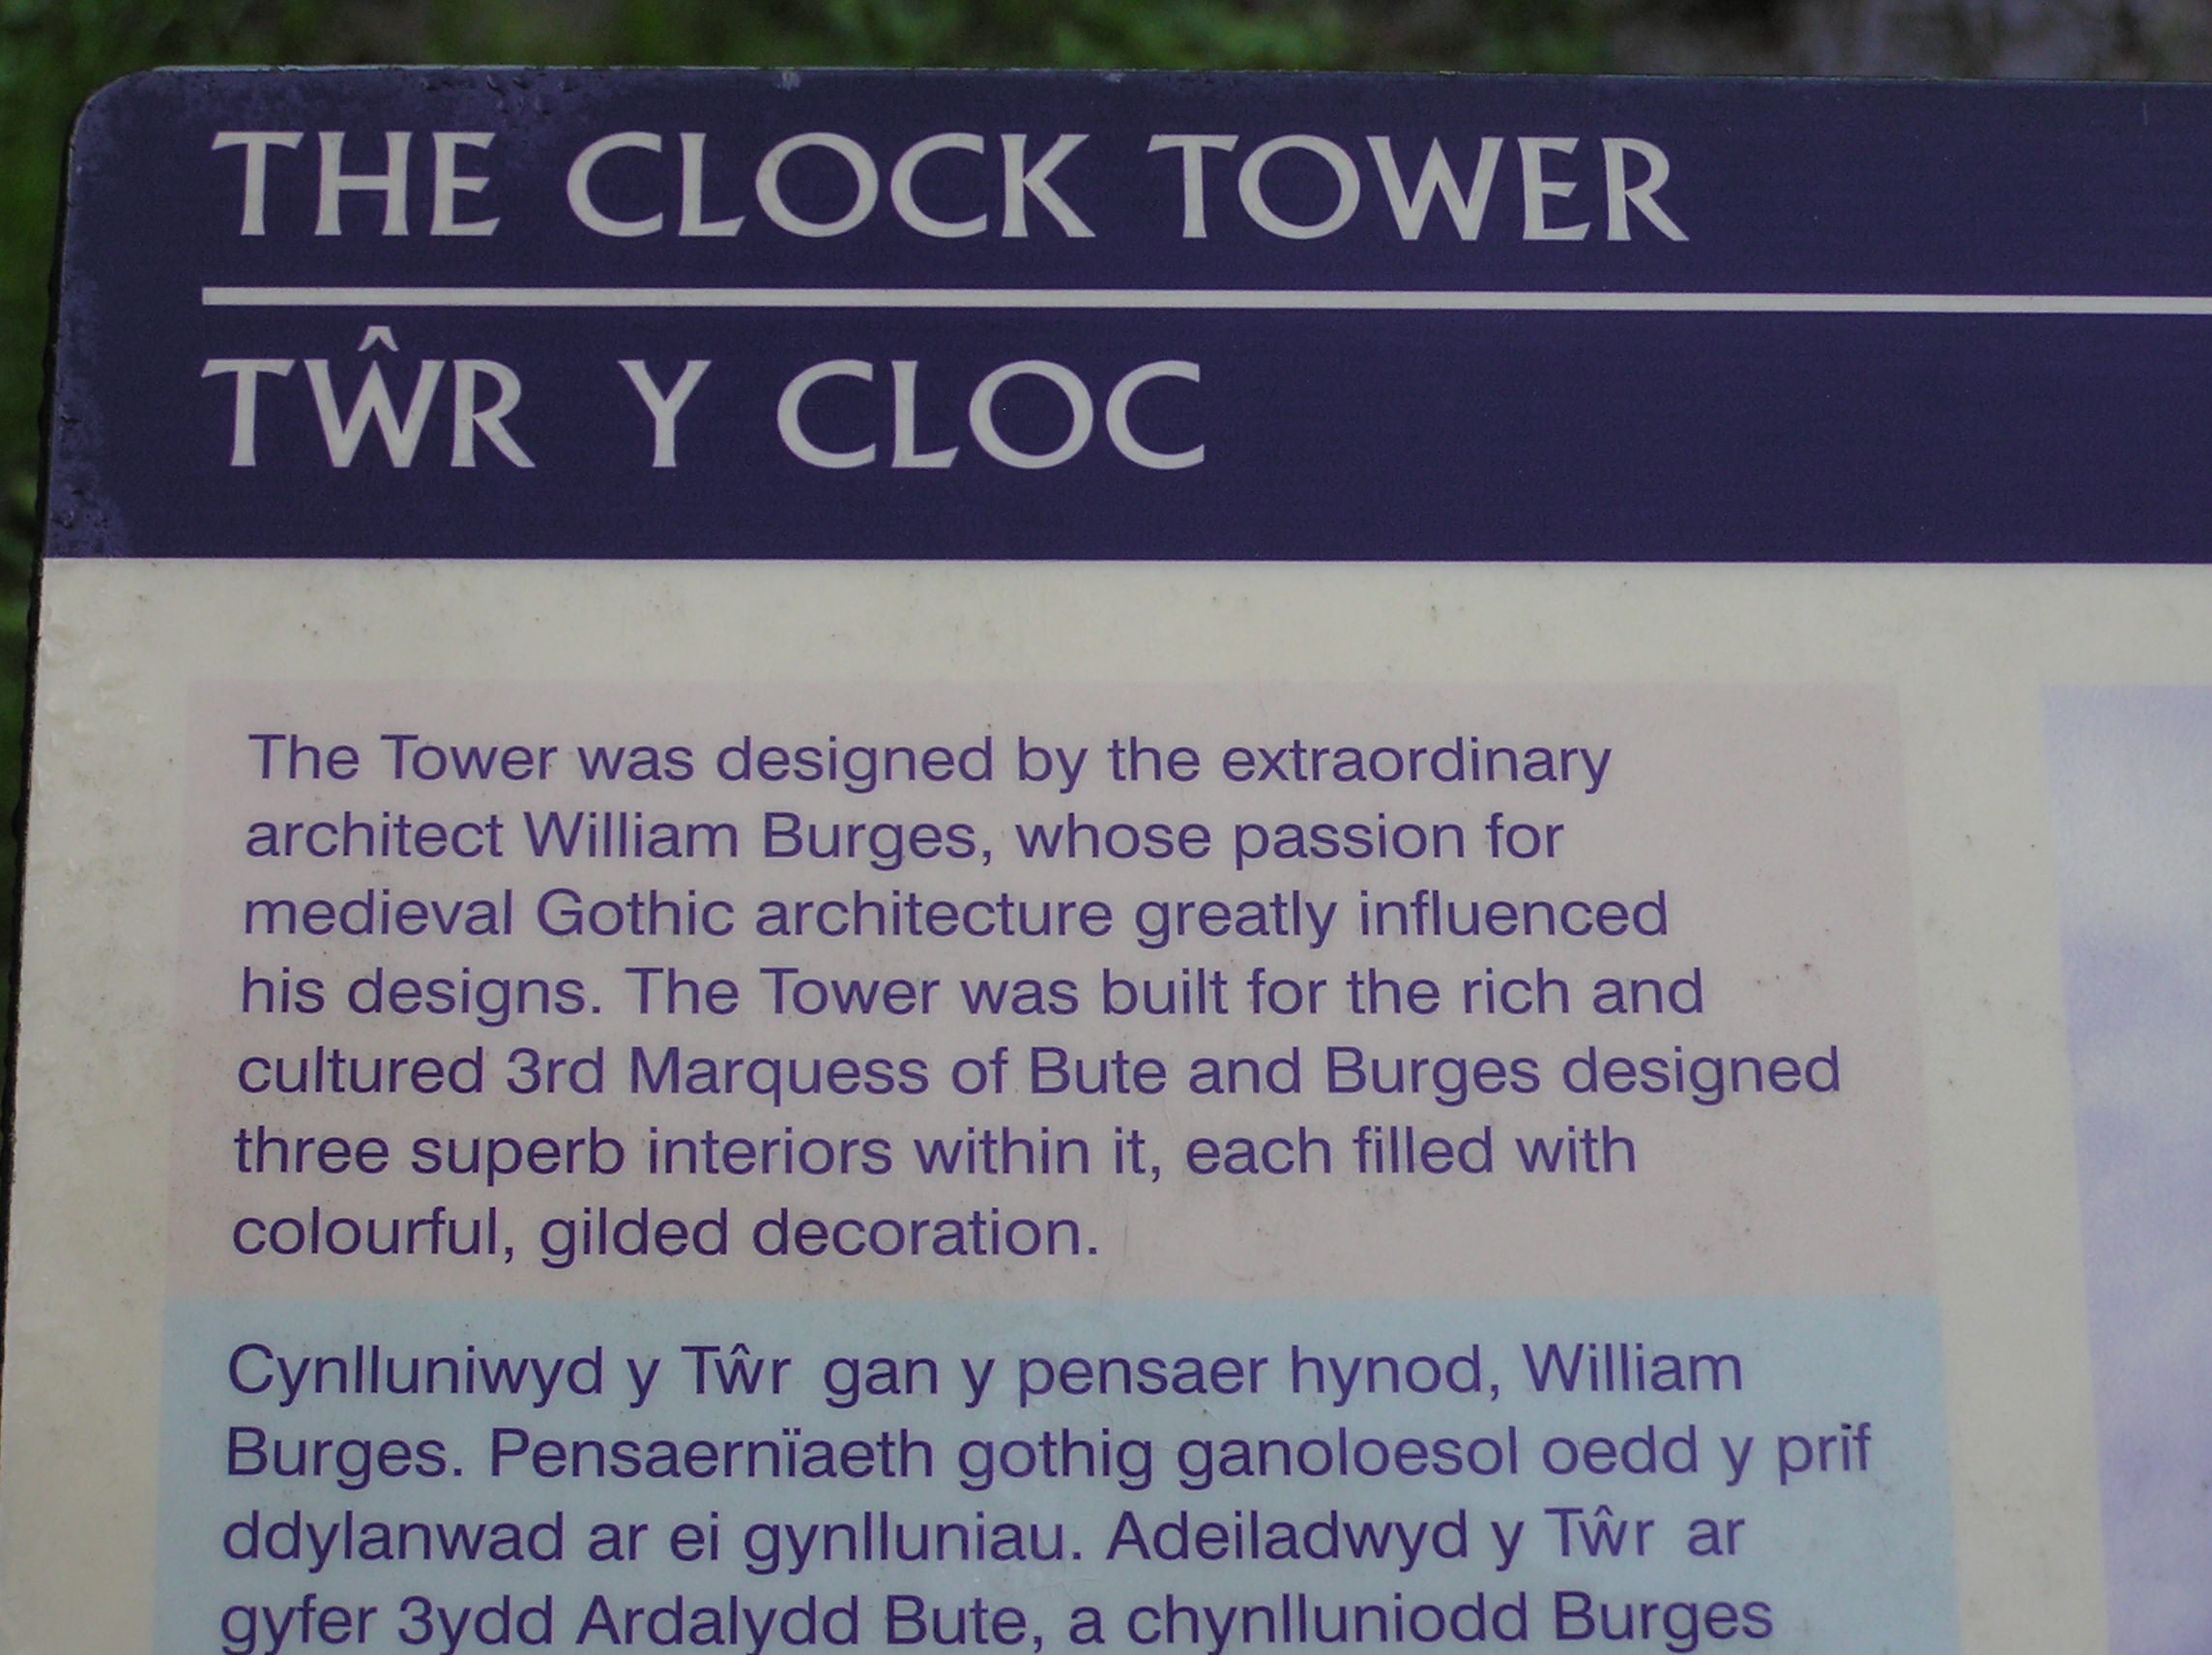 THE CLOCK TOWER
TŴR Y CLOC
The Tower was designed by the extraordinary
architect William Burges, whose passion for
medieval Gothic architecture greatly influenced
his designs. The Tower was built for the rich and
cultured 3rd Marquess of Bute and Burges designed
three superb interiors within it, each filled with
colourful, gilded decoration.
Cynlluniwyd y Tŵr gan y pensaer hynod, William
Burges. Pensaernïaeth gothig ganoloesol oedd y prif
ddylanwad ar ei gynlluniau. Adeiladwyd y Tŵr ar
gyfer 3ydd Ardalydd Bute, a chynlluniodd Burges